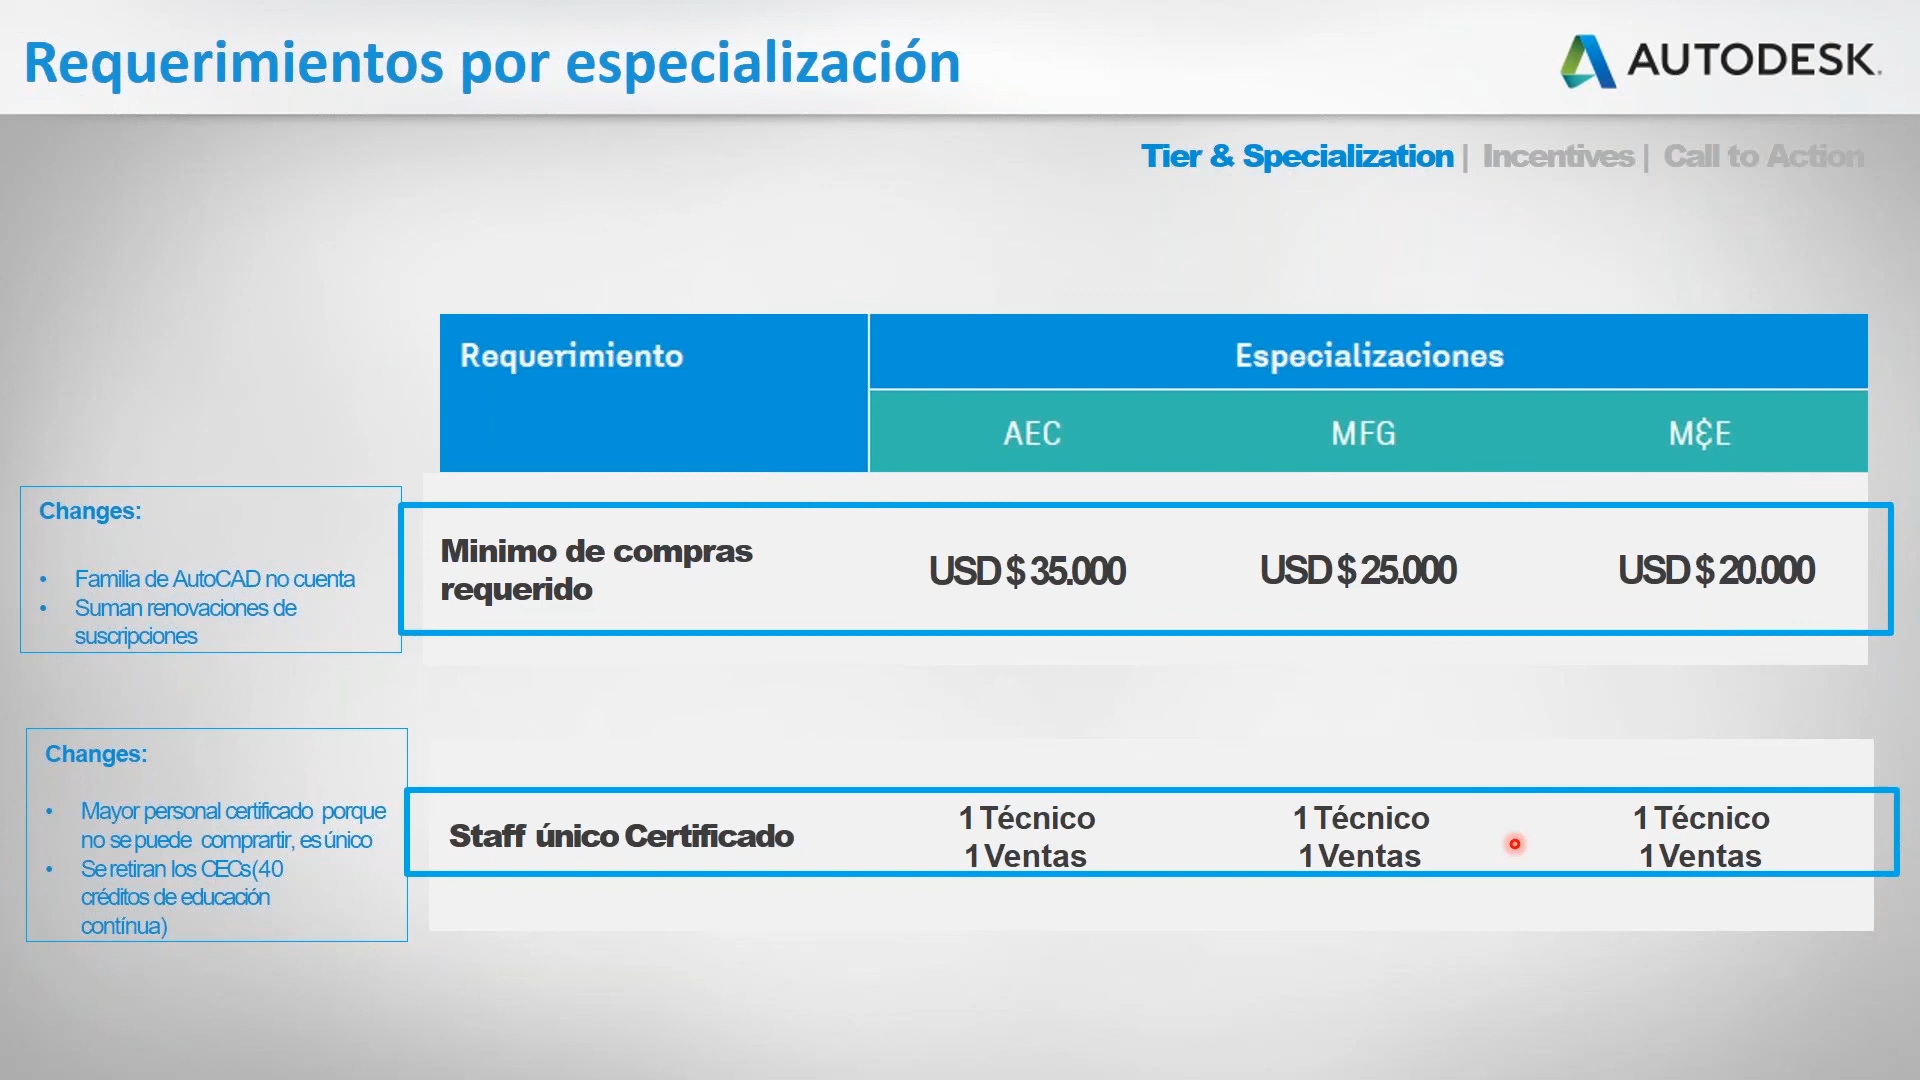 Requerimientos por especialización
AUTODESK.
Tier & Specialization | Incentives | Call to Action
Requerimiento
Especializaciones
AEC
MFG
M&E
Changes:
• Familia de AutoCAD no cuenta
• Suman renovaciones de
suscripciones
Minimo de compras
requerido
USD $ 35.000
USD $ 25.000
USD $ 20.000
Changes:
• Mayor personal certificado porque
no se puede comprartir, es único
• Se retiran los CECs(40
créditos de educación
contínua)
Staff único Certificado
1 Técnico
1 Ventas
1 Técnico
1 Ventas
1 Técnico
1 Ventas